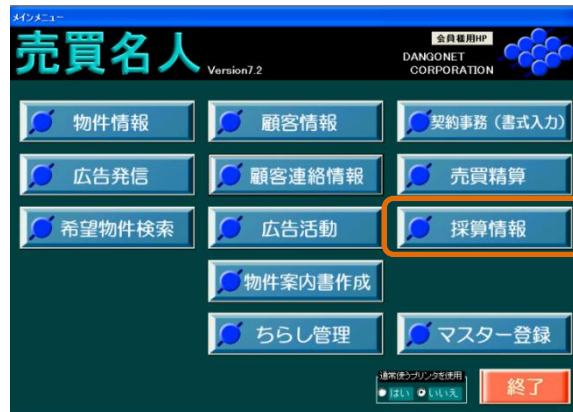 メインメニュー
売買名人 Version7.2
会員様用HP
DANGONET
CORPORATION
物件情報 顧客情報 契約事務（書式入力）
広告発信 顧客連絡情報 売買精算
希望物件検索 広告活動 採算情報
物件案内書作成
ちらし管理 マスター登録
通常使うプリンタを使用
はい いいえ 終了